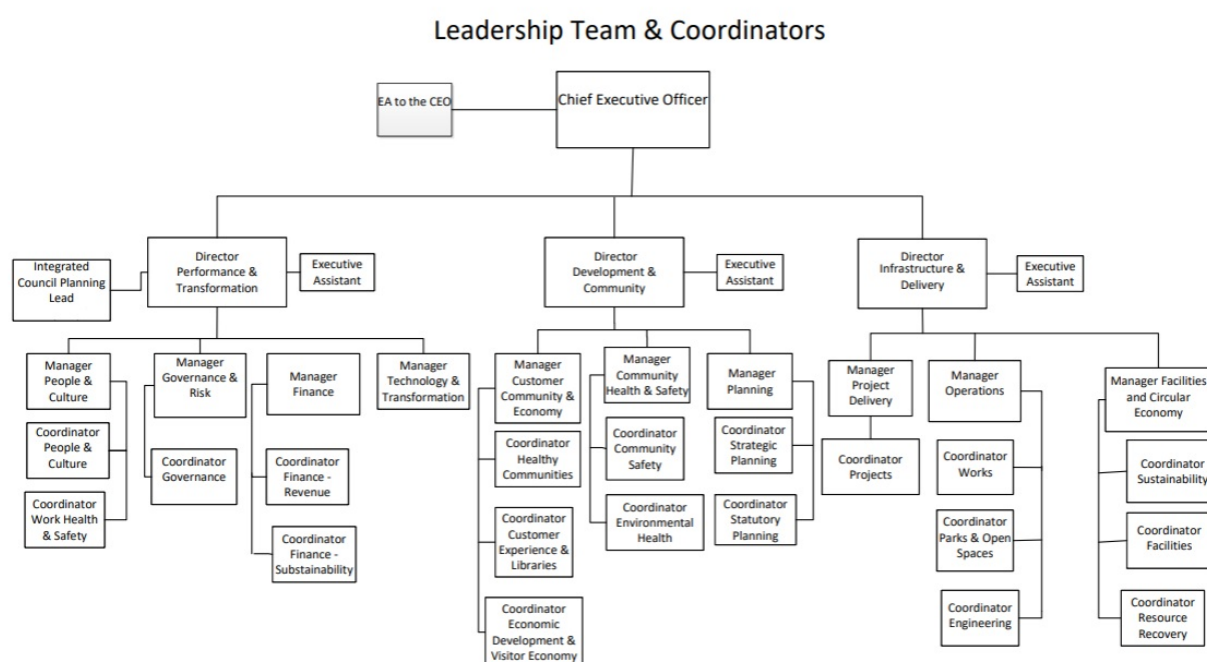 Leadership Team & Coordinators
EA to the CEO
Chief Executive Officer
Integrated
Council Planning
Lead
Director
Performance &
Transformation
Executive
Assistant
Director
Development &
Community
Executive
Assistant
Director
Infrastructure &
Delivery
Executive
Assistant
Manager
People &
Culture
Manager
Governance &
Risk
Manager
Finance
Manager
Technology &
Transformation
Manager
Customer
Community &
Economy
Manager
Community
Health & Safety
Manager
Planning
Manager
Project
Delivery
Manager
Operations
Manager Facilities
and Circular
Economy
Coordinator
People &
Culture
Coordinator
Governance
Coordinator
Finance -
Revenue
Coordinator
Healthy
Communities
Coordinator
Community
Safety
Coordinator
Strategic
Planning
Coordinator
Projects
Coordinator
Works
Coordinator
Sustainability
Coordinator
Work Health
& Safety
Coordinator
Finance -
Substainability
Coordinator
Customer
Experience &
Libraries
Coordinator
Environmental
Health
Coordinator
Statutory
Planning
Coordinator
Parks & Open
Spaces
Coordinator
Facilities
Coordinator
Economic
Development &
Visitor Economy
Coordinator
Engineering
Coordinator
Resource
Recovery